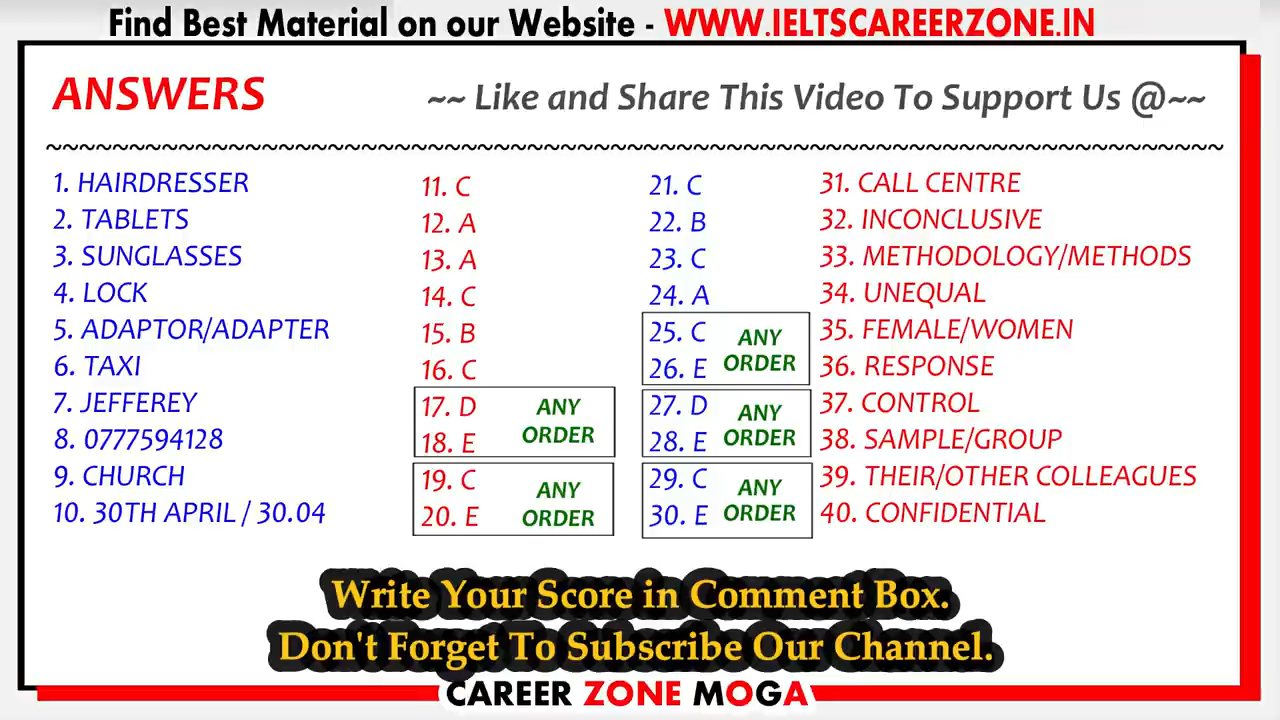 Find Best Material on our Website - WWW.IELTSCAREERZONE.IN
ANSWERS
~~ Like and Share This Video To Support Us @~~
1. HAIRDRESSER
2. TABLETS
3. SUNGLASSES
4. LOCK
5. ADAPTOR/ADAPTER
6. TAXI
7. JEFFEREY
8. 0777594128
9. CHURCH
10. 30TH APRIL / 30.04
11. C
12. A
13. A
14. C
15. B
16. C
17. D
18. E
ANY
ORDER
19. C
20. E
ANY
ORDER
21. C
22. B
23. C
24. A
25. C
26. E
ANY
ORDER
27. D
28. E
ANY
ORDER
29. C
30. E
ANY
ORDER
31. CALL CENTRE
32. INCONCLUSIVE
33. METHODOLOGY/METHODS
34. UNEQUAL
35. FEMALE/WOMEN
36. RESPONSE
37. CONTROL
38. SAMPLE/GROUP
39. THEIR/OTHER COLLEAGUES
40. CONFIDENTIAL
Write Your Score in Comment Box.
Don't Forget To Subscribe Our Channel.
CAREER ZONE MOGA